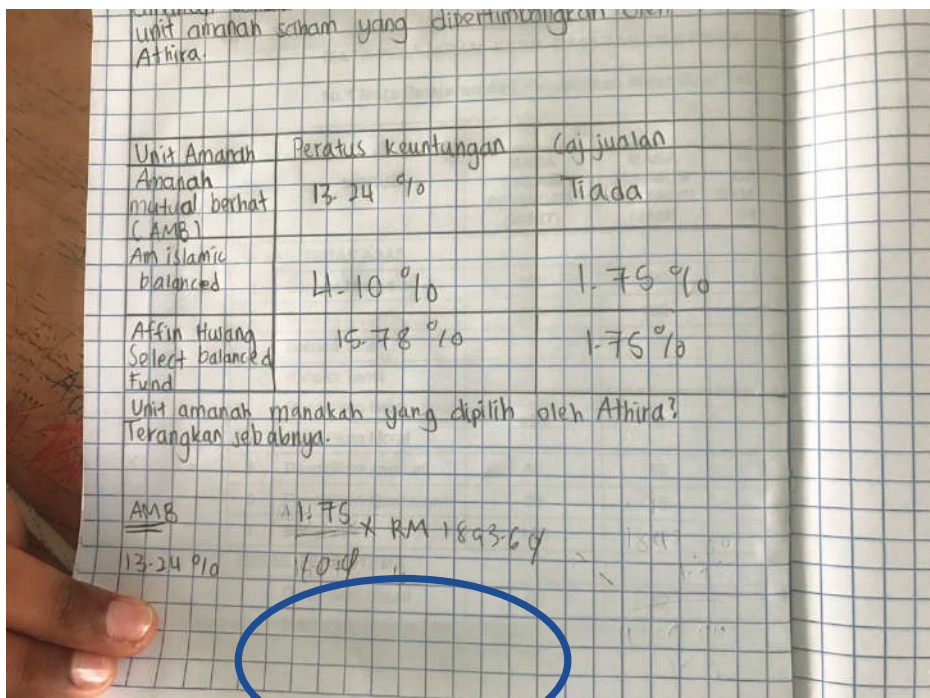 unit amanah saham yang dipertimbangkan oleh
Athira.
Unit Amanah Peratus keuntungan Caj jualan
Amanah
mutual berhat 13.24 % Tiada
(AMB)
Am islamic
balanced 4.10 % 1.75 %
Affin Hwang 15.78 % 1.75 %
Select balanced
Fund
Unit amanah manakah yang dipilih oleh Athira?
Terangkan sebabnya.
AMB 1.75 x RM 1893.64
13.24 %